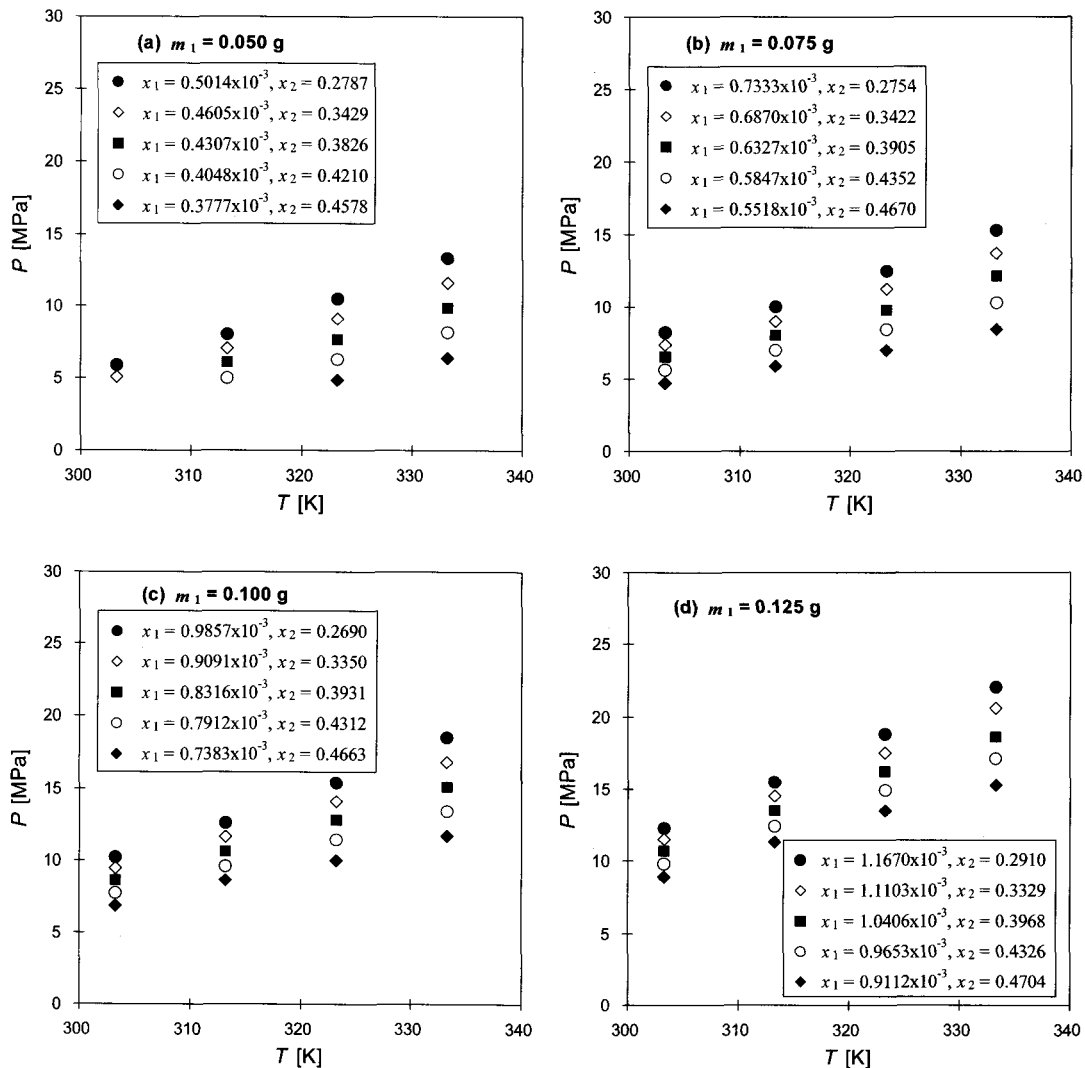 (a) m 1 = 0.050 g
x1 = 0.5014x10-3, x2 = 0.2787
x1 = 0.4605x10-3, x2 = 0.3429
x1 = 0.4307x10-3, x2 = 0.3826
x1 = 0.4048x10-3, x2 = 0.4210
x1 = 0.3777x10-3, x2 = 0.4578
30
25
20
15
10
5
0
P [MPa]
300
310
320
330
340
T [K]
(b) m 1 = 0.075 g
x1 = 0.7333x10-3, x2 = 0.2754
x1 = 0.6870x10-3, x2 = 0.3422
x1 = 0.6327x10-3, x2 = 0.3905
x1 = 0.5847x10-3, x2 = 0.4352
x1 = 0.5518x10-3, x2 = 0.4670
30
25
20
15
10
5
0
P [MPa]
300
310
320
330
340
T [K]
(c) m 1 = 0.100 g
x1 = 0.9857x10-3, x2 = 0.2690
x1 = 0.9091x10-3, x2 = 0.3350
x1 = 0.8316x10-3, x2 = 0.3931
x1 = 0.7912x10-3, x2 = 0.4312
x1 = 0.7383x10-3, x2 = 0.4663
30
25
20
15
10
5
0
P [MPa]
300
310
320
330
340
T [K]
(d) m 1 = 0.125 g
x1 = 1.1670x10-3, x2 = 0.2910
x1 = 1.1103x10-3, x2 = 0.3329
x1 = 1.0406x10-3, x2 = 0.3968
x1 = 0.9653x10-3, x2 = 0.4326
x1 = 0.9112x10-3, x2 = 0.4704
30
25
20
15
10
5
0
P [MPa]
300
310
320
330
340
T [K]